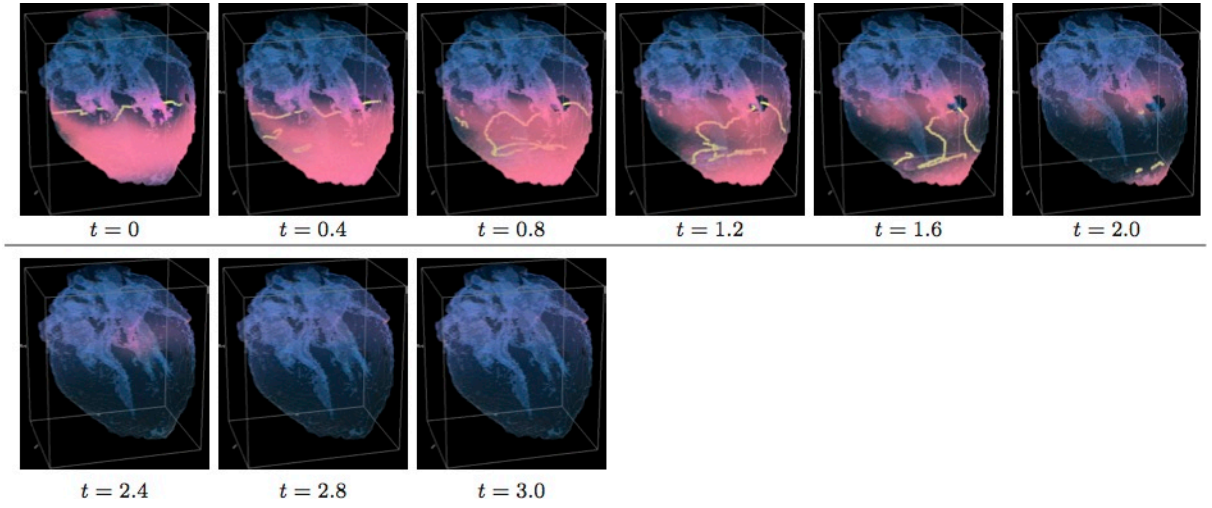 t = 0 t = 0.4 t = 0.8 t = 1.2 t = 1.6 t = 2.0
t = 2.4 t = 2.8 t = 3.0